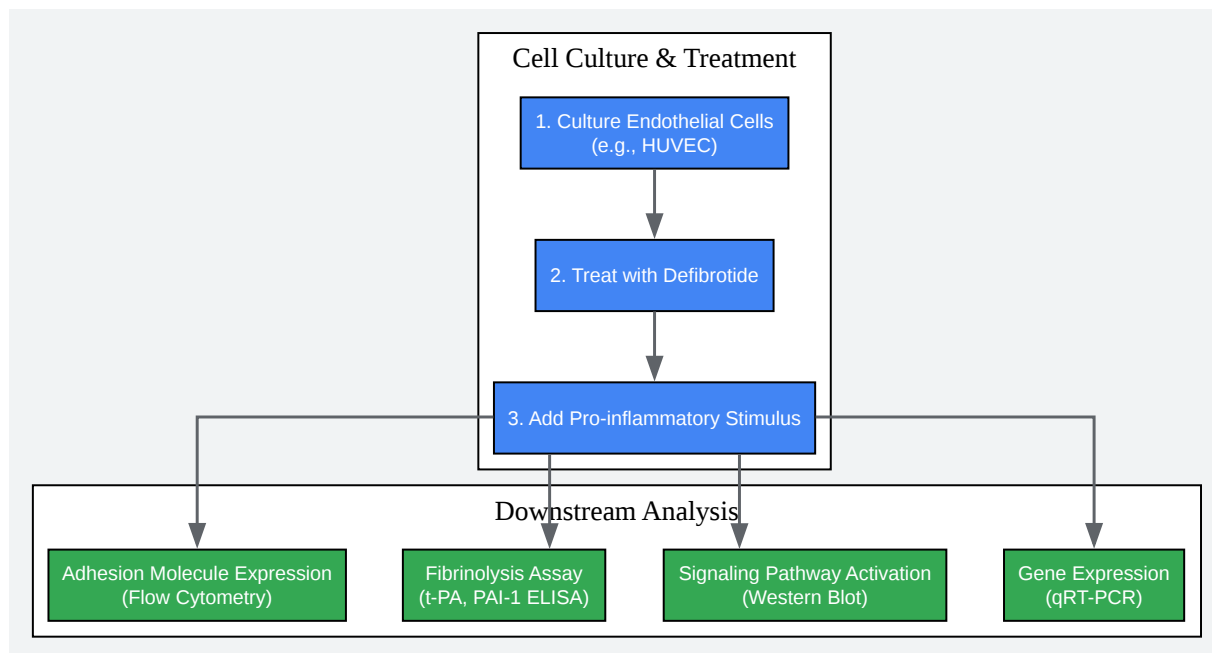 Cell Culture & Treatment
1. Culture Endothelial Cells
(e.g., HUVEC)
2. Treat with Defibrotide
3. Add Pro-inflammatory Stimulus
Downstream Analysis
Adhesion Molecule Expression
(Flow Cytometry)
Fibrinolysis Assay
(t-PA, PAI-1 ELISA)
Signaling Pathway Activation
(Western Blot)
Gene Expression
(qRT-PCR)